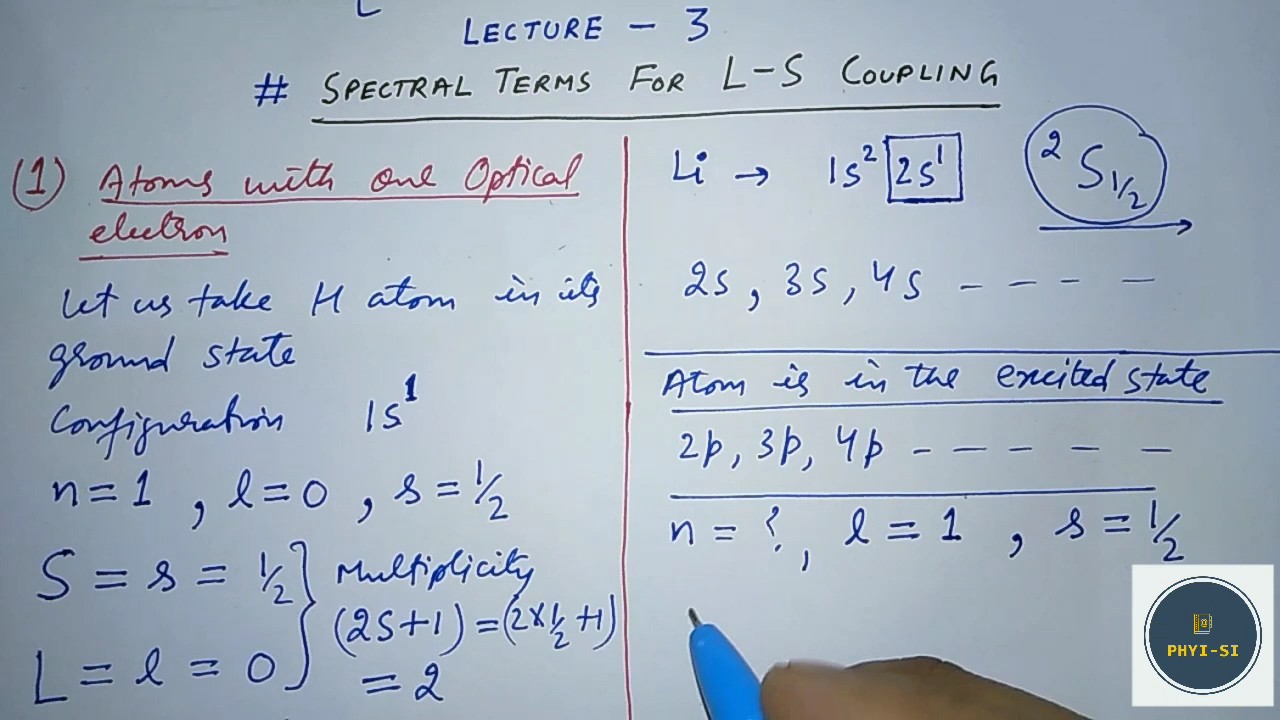 LECTURE - 3
# SPECTRAL TERMS FOR L-S COUPLING
(1) Atoms with one Optical
electron
Let us take H atom in its
ground state
Configuration 1s¹
n = 1 , l = 0 , s = 1/2
S = s = 1/2 } Multiplicity
(2S+1) = (2×1/2+1)
L = l = 0
= 2
Li → 1s² 2s¹ ²S1/2
2s, 3s, 4s - - - -
Atom is in the excited state
2p, 3p, 4p - - - - - -
n = ? , l = 1 , s = 1/2
PHYI-SI